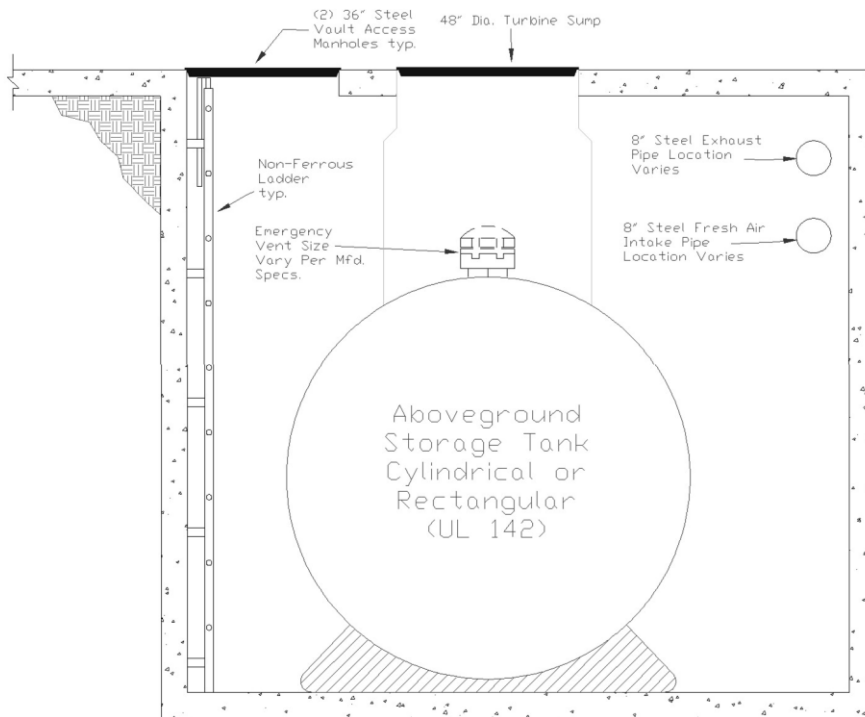 (2) 36" Steel
Vault Access
Manholes typ.
48" Dia. Turbine Sump
8" Steel Exhaust
Pipe Location
Varies
Non-Ferrous
Ladder
typ.
Emergency
Vent Size
Vary Per Mfd.
Specs.
8" Steel Fresh Air
Intake Pipe
Location Varies
Aboveground
Storage Tank
Cylindrical or
Rectangular
(UL 142)